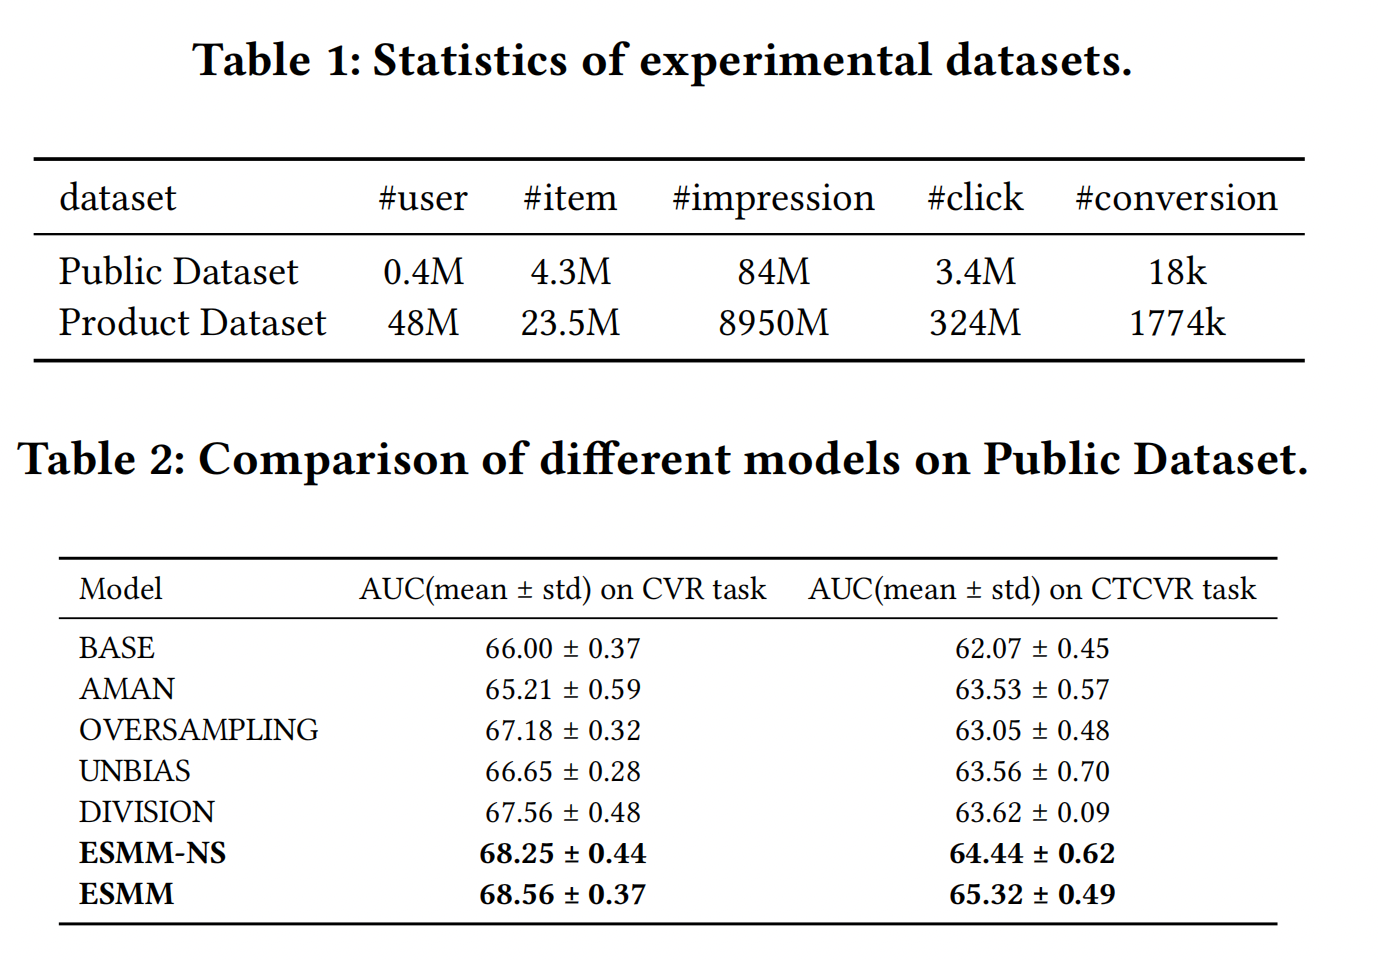 Table 1: Statistics of experimental datasets.
dataset #user #item #impression #click #conversion
Public Dataset 0.4M 4.3M 84M 3.4M 18k
Product Dataset 48M 23.5M 8950M 324M 1774k
Table 2: Comparison of different models on Public Dataset.
Model AUC(mean ± std) on CVR task AUC(mean ± std) on CTCVR task
BASE 66.00 ± 0.37 62.07 ± 0.45
AMAN 65.21 ± 0.59 63.53 ± 0.57
OVERSAMPLING 67.18 ± 0.32 63.05 ± 0.48
UNBIAS 66.65 ± 0.28 63.56 ± 0.70
DIVISION 67.56 ± 0.48 63.62 ± 0.09
ESMM-NS 68.25 ± 0.44 64.44 ± 0.62
ESMM 68.56 ± 0.37 65.32 ± 0.49